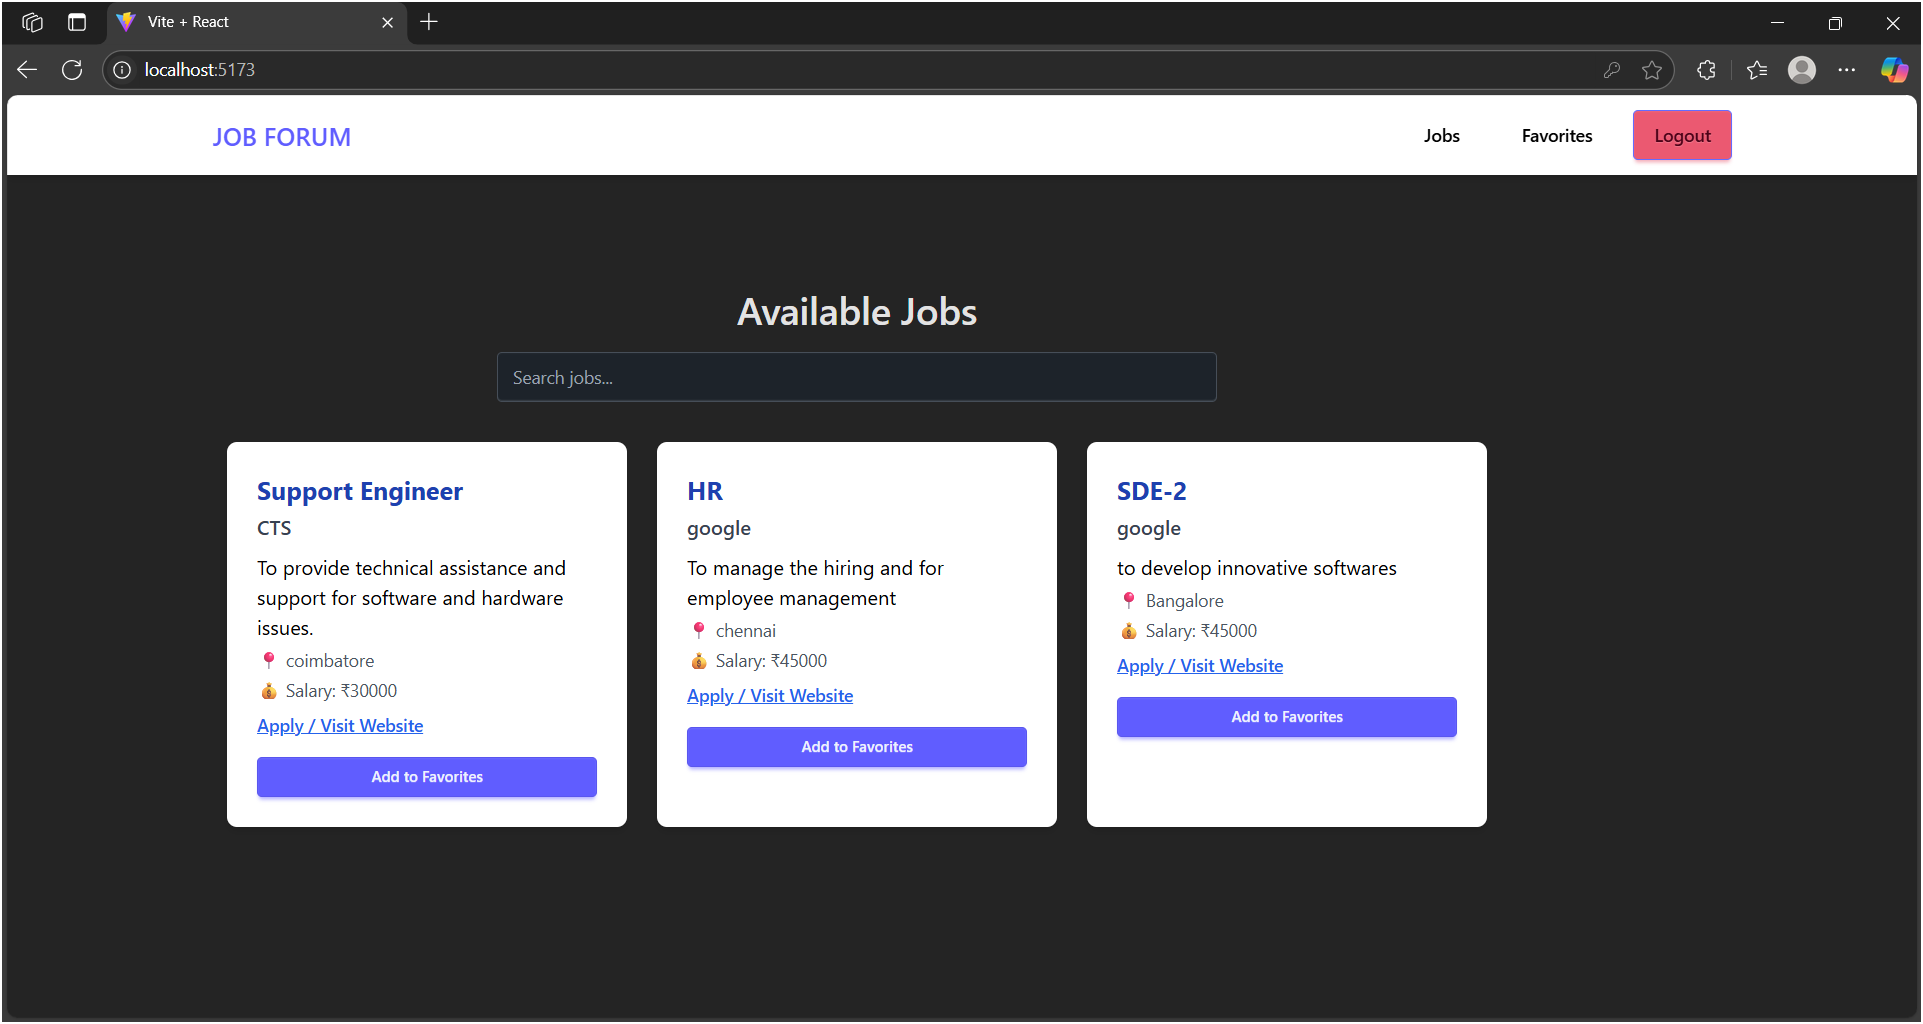 Vite + React
localhost:5173
JOB FORUM
Jobs
Favorites
Logout
Available Jobs
Search jobs...
Support Engineer
CTS
To provide technical assistance and
support for software and hardware
issues.
📍 coimbatore
💰 Salary: ₹30000
Apply / Visit Website
Add to Favorites
HR
google
To manage the hiring and for
employee management
📍 chennai
💰 Salary: ₹45000
Apply / Visit Website
Add to Favorites
SDE-2
google
to develop innovative softwares
📍 Bangalore
💰 Salary: ₹45000
Apply / Visit Website
Add to Favorites